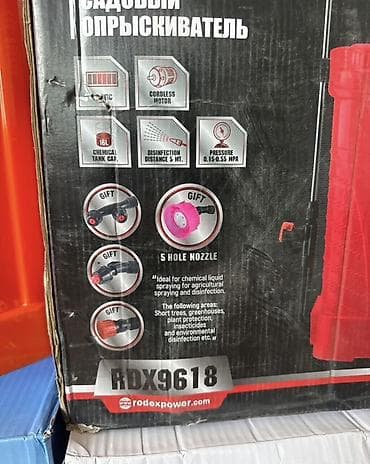 САДОВЫЙ
ОПРЫСКИВАТЕЛЬ
CORDLESS
MOTOR
16L
CHEMICAL
TANK CAP.
DISINFECTION
DISTANCE 5 MT.
PRESSURE
0.15-0.55 MPA
GIFT
GIFT
5 HOLE NOZZLE
GIFT
GIFT
"Ideal for chemical liquid
spraying for agricultural
spraying and disinfection.
The following areas:
Short trees, greenhouses,
plant protection,
insecticides
and environmental
disinfection etc. "
RDX9618
rodexpower.com